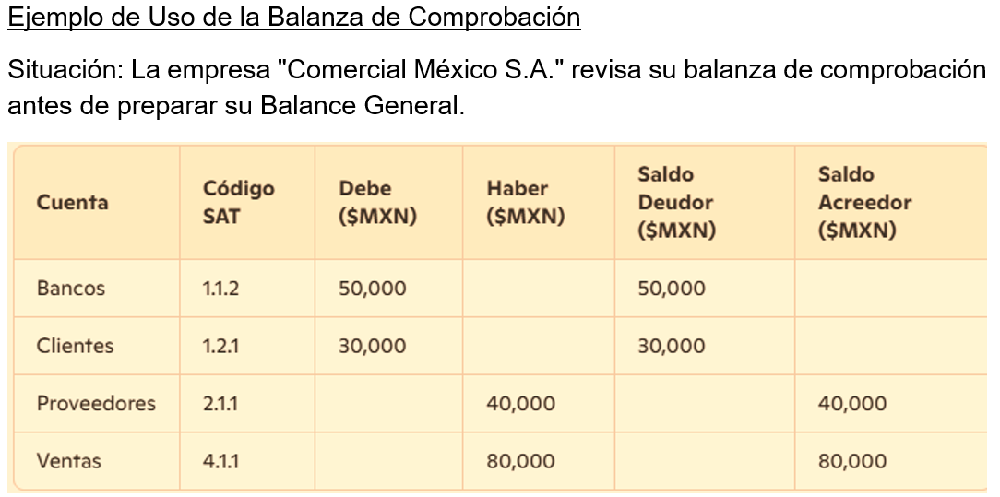 Ejemplo de Uso de la Balanza de Comprobación
Situación: La empresa "Comercial México S.A." revisa su balanza de comprobación
antes de preparar su Balance General.
Cuenta Código SAT Debe ($MXN) Haber ($MXN) Saldo Deudor ($MXN) Saldo Acreedor ($MXN)
Bancos 1.1.2 50,000 50,000
Clientes 1.2.1 30,000 30,000
Proveedores 2.1.1 40,000 40,000
Ventas 4.1.1 80,000 80,000